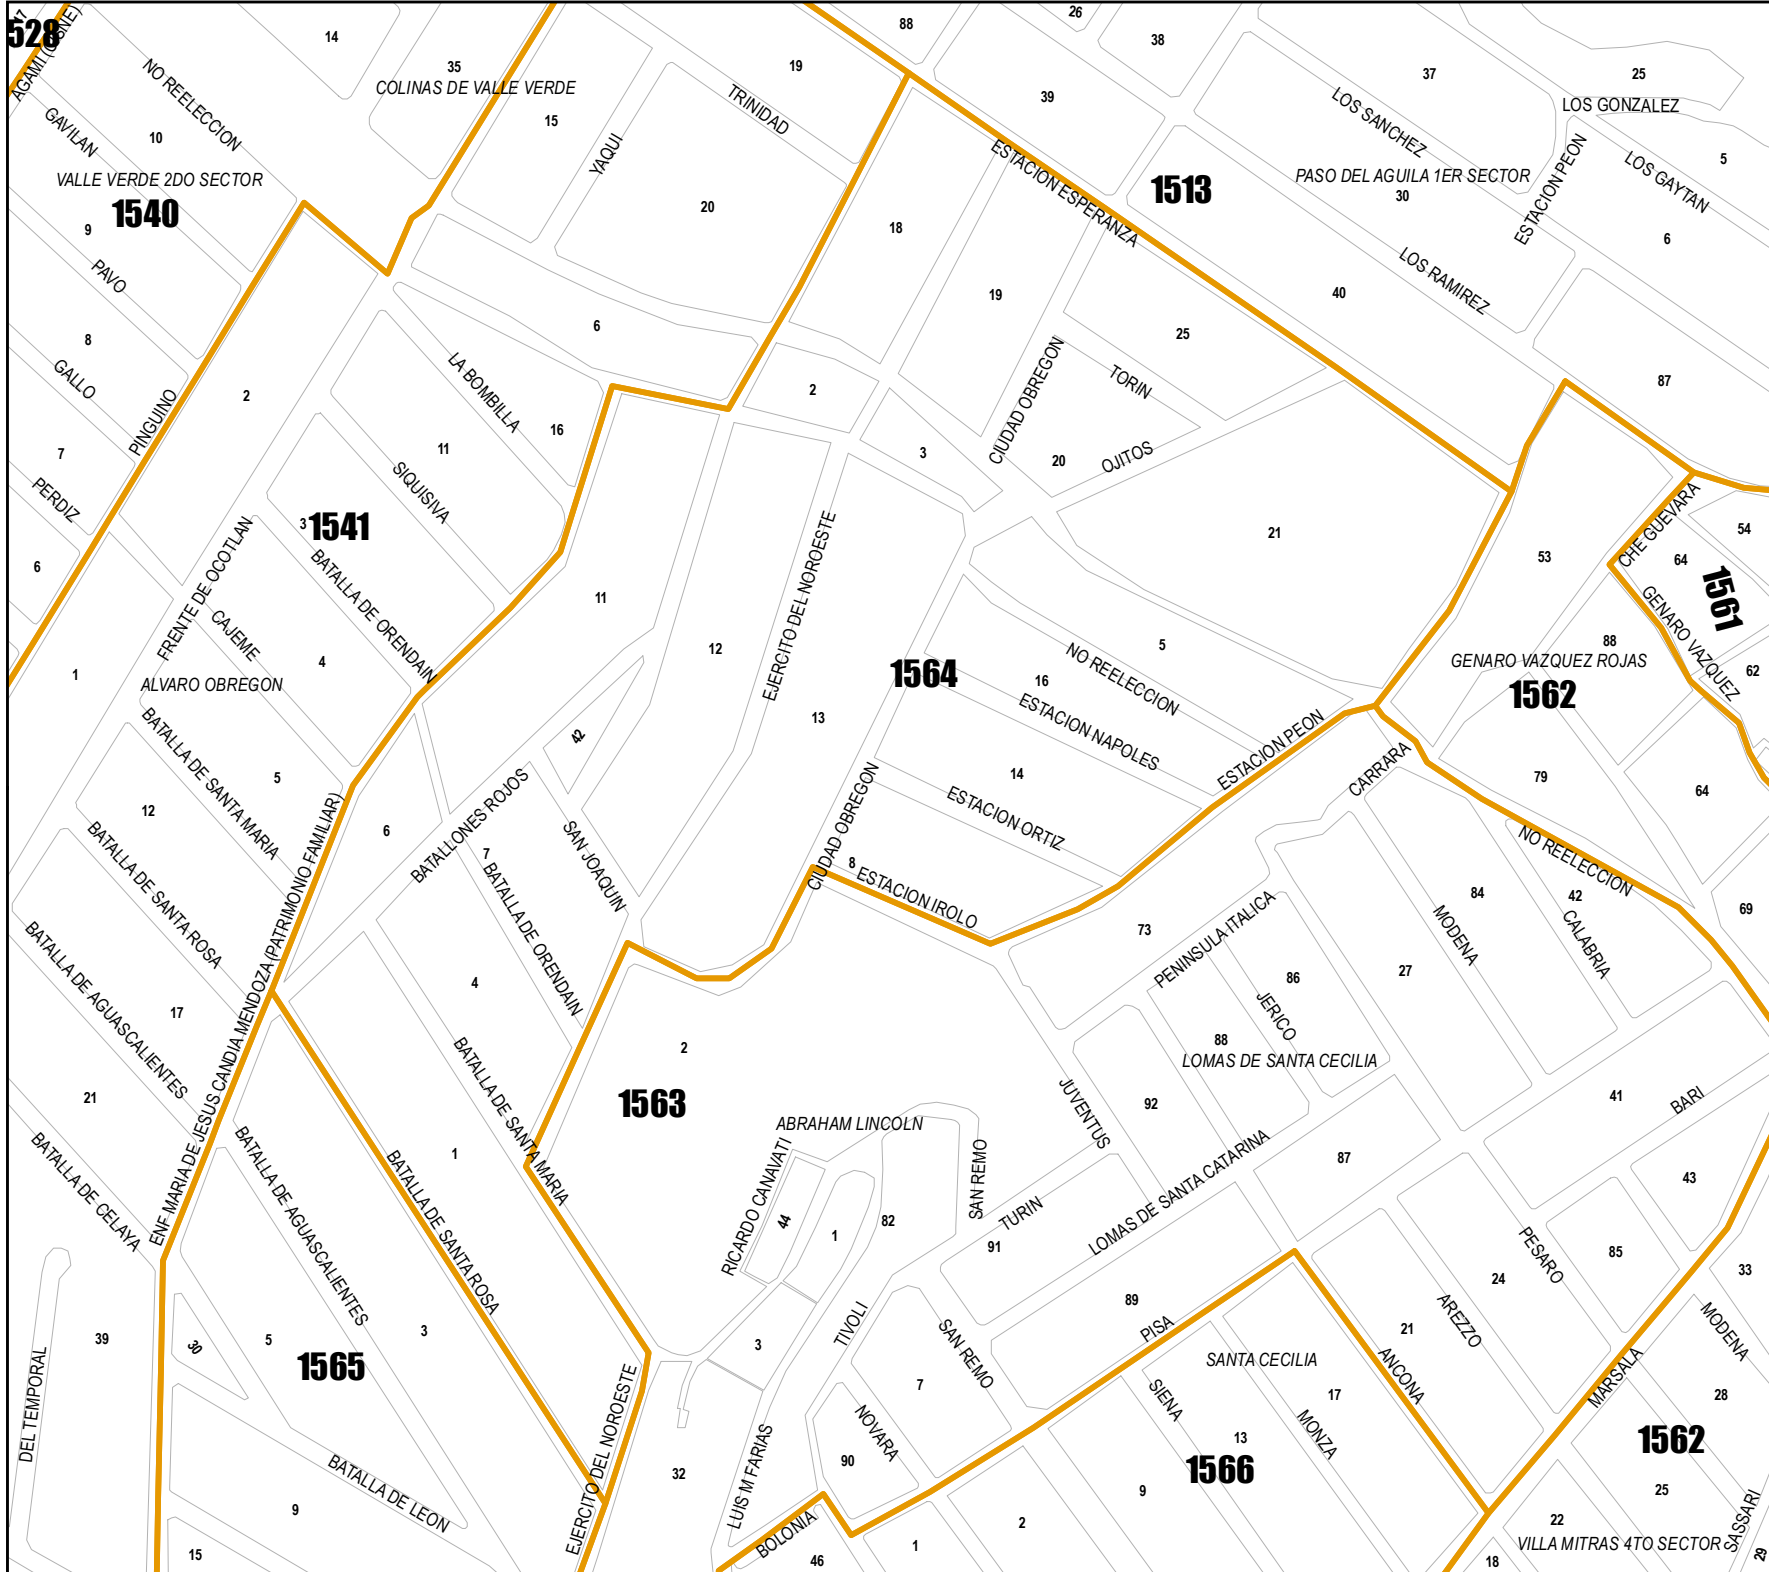 17
528
AGAMI (CISNE)
14
35
COLINAS DE VALLE VERDE
NO REELECCION
GAVILAN
10
VALLE VERDE 2DO SECTOR
1540
9
PAVO
8
GALLO
7
PERDIZ
6
PINGUINO
2
15
YAQUI
TRINIDAD
19
20
88
26
38
39
37
25
LOS GONZALEZ
LOS SANCHEZ
5
LOS GAYTAN
ESTACION PEON
PASO DEL AGUILA 1ER SECTOR
30
1513
6
ESTACION ESPERANZA
LOS RAMIREZ
40
87
18
19
25
6
LA BOMBILLA
16
11
SIQUISIVA
2
3
CIUDAD OBREGON
TORIN
20
OJITOS
21
3
1541
FRENTE DE OCOTLAN
BATALLA DE ORENDAIN
CAJEME
4
ALVARO OBREGON
1
11
12
EJERCITO DEL NOROESTE
13
1564
5
NO REELECCION
16
ESTACION NAPOLES
14
ESTACION ORTIZ
ESTACION PEON
CHE GUEVARA
54
64
53
1561
GENARO VAZQUEZ
88
GENARO VAZQUEZ ROJAS
1562
62
79
64
CARRARA
NO REELECCION
69
BATALLA DE SANTA MARIA
5
12
BATALLA DE SANTA ROSA
6
BATALLONES ROJOS
42
SAN JOAQUIN
7
BATALLA DE ORENDAIN
CIUDAD OBREGON
8
ESTACION IROLO
73
PENINSULA ITALICA
84
42
MODENA
CALABRIA
27
86
JERICO
88
LOMAS DE SANTA CECILIA
BATALLA DE AGUASCALIENTES
17
ENF MARIA DE JESUS CANDIA MENDOZA (PATRIMONIO FAMILIAR)
4
BATALLA DE SANTA MARIA
2
1563
ABRAHAM LINCOLN
JUVENTUS
92
41
BARI
21
BATALLA DE CELAYA
BATALLA DE AGUASCALIENTES
1
BATALLA DE SANTA ROSA
RICARDO CANAVATI
44
1
82
SAN REMO
TURIN
91
LOMAS DE SANTA CATARINA
87
43
PESARO
85
33
24
AREZZO
21
89
PISA
39
DEL TEMPORAL
30
5
1565
3
EJERCITO DEL NOROESTE
TIVOLI
3
SAN REMO
7
NOVARA
90
32
LUIS M FARIAS
BOLONIA
46
SANTA CECILIA
SIENA
17
ANCONA
MONZA
13
1566
9
2
1
MARSALA
MODENA
28
1562
25
22
VILLA MITRAS 4TO SECTOR
SASSARI
29
18
BATALLA DE LEON
9
15